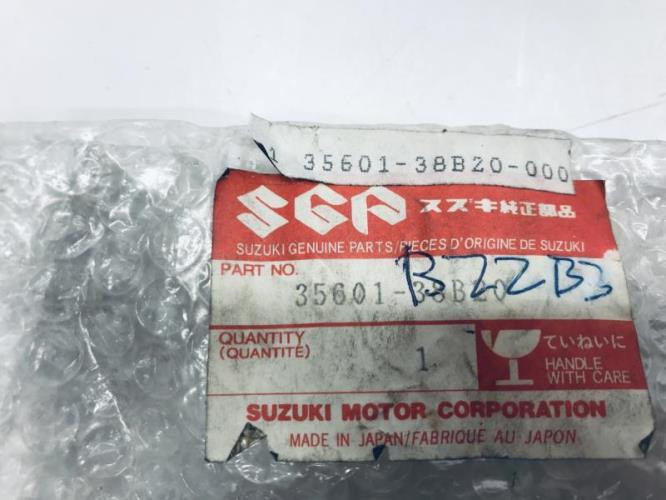 1 35601-38B20-000
SGP スズキ純正部品
SUZUKI GENUINE PARTS/PIECES D'ORIGINE DE SUZUKI
PART NO.
35601-38B20
B22B3
QUANTITY
(QUANTITÉ)
1
ていねいに
HANDLE
WITH CARE
SUZUKI MOTOR CORPORATION
MADE IN JAPAN/FABRIQUE AU JAPON